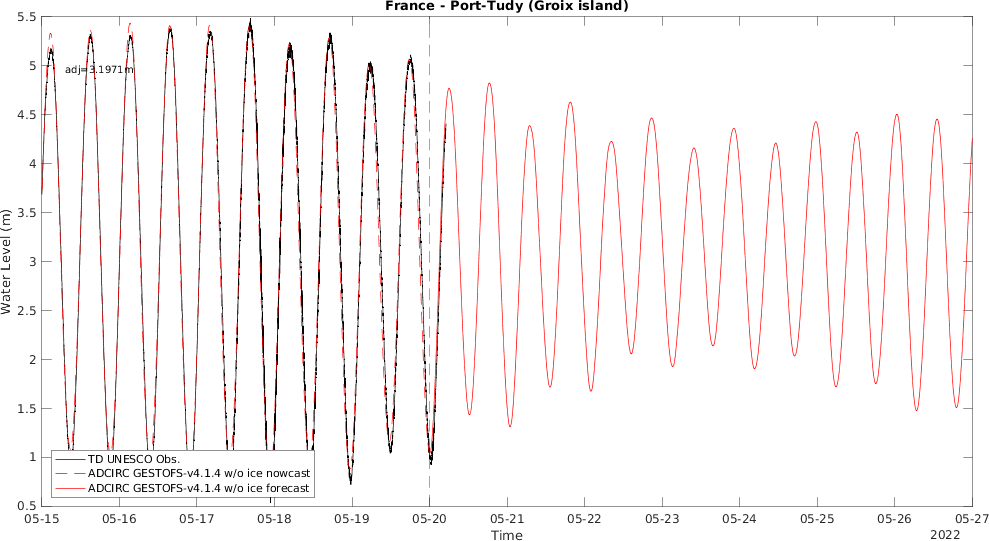 France - Port-Tudy (Groix island)
5.5
5
4.5
4
3.5
3
2.5
2
1.5
1
0.5
Water Level (m)
adj=3.1971m
TD UNESCO Obs.
ADCIRC GESTOFS-v4.1.4 w/o ice nowcast
ADCIRC GESTOFS-v4.1.4 w/o ice forecast
05-15 05-16 05-17 05-18 05-19 05-20 05-21 05-22 05-23 05-24 05-25 05-26 05-27
Time
2022